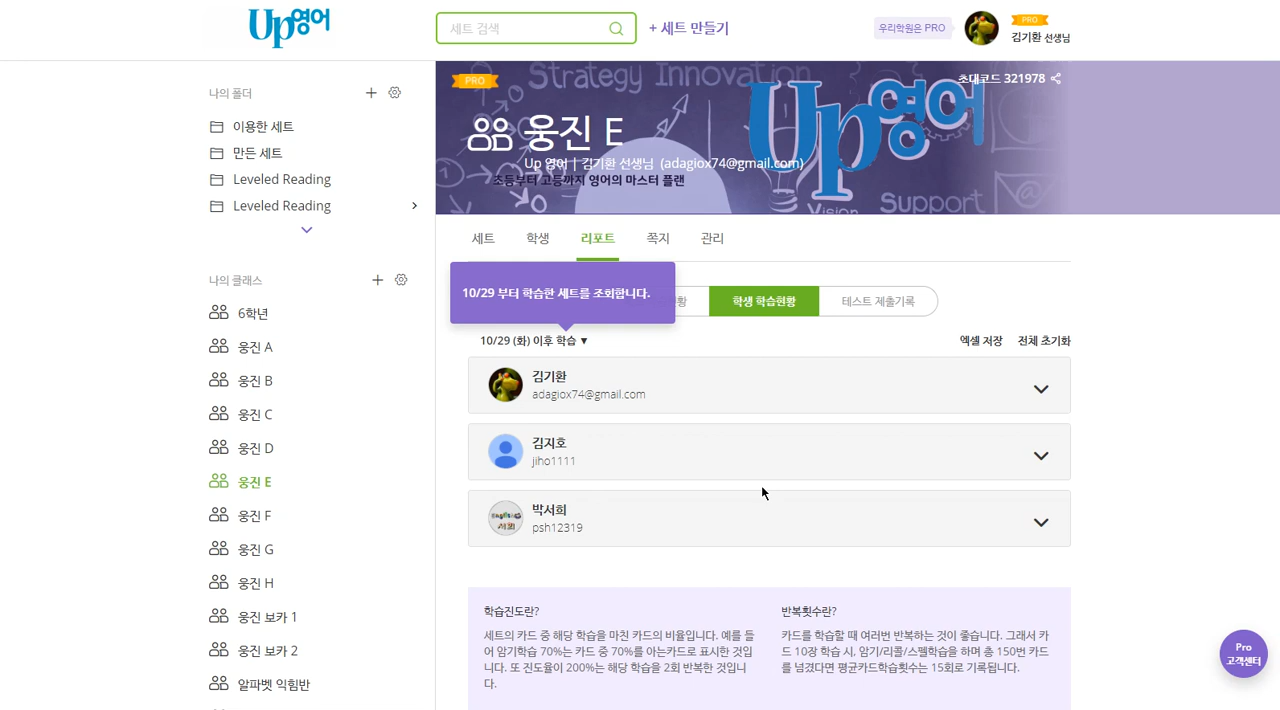 Up영어
세트 검색
+ 세트 만들기
우리학원은 PRO
PRO
김기환 선생님
나의 폴더
이용한 세트
만든 세트
Leveled Reading
Leveled Reading
나의 클래스
6학년
웅진 A
웅진 B
웅진 C
웅진 D
웅진 E
웅진 F
웅진 G
웅진 H
웅진 보카 1
웅진 보카 2
알파벳 익힘반
PRO
Strategy Innovation
초대코드 321978
Up영어
웅진 E
Up 영어 | 김기환 선생님 (adagiox74@gmail.com)
초등부터 고등까지 영어의 마스터 플랜
Vision
Support
세트
학생
리포트
쪽지
관리
10/29 부터 학습한 세트를 조회합니다.
황
학생 학습현황
테스트 제출기록
10/29 (화) 이후 학습 ▼
엑셀 저장
전체 초기화
김기환
adagiox74@gmail.com
김지호
jiho1111
박서희
psh12319
학습진도란?
세트의 카드 중 해당 학습을 마친 카드의 비율입니다. 예를 들
어 암기학습 70%는 카드 중 70%를 아는카드로 표시한 것입
니다. 또 진도율이 200%는 해당 학습을 2회 반복한 것입니
다.
반복횟수란?
카드를 학습할 때 여러번 반복하는 것이 좋습니다. 그래서 카
드 10장 학습 시, 암기/리콜/스펠학습을 하며 총 150번 카드
를 넘겼다면 평균카드학습횟수는 15회로 기록됩니다.
Pro
고객센터